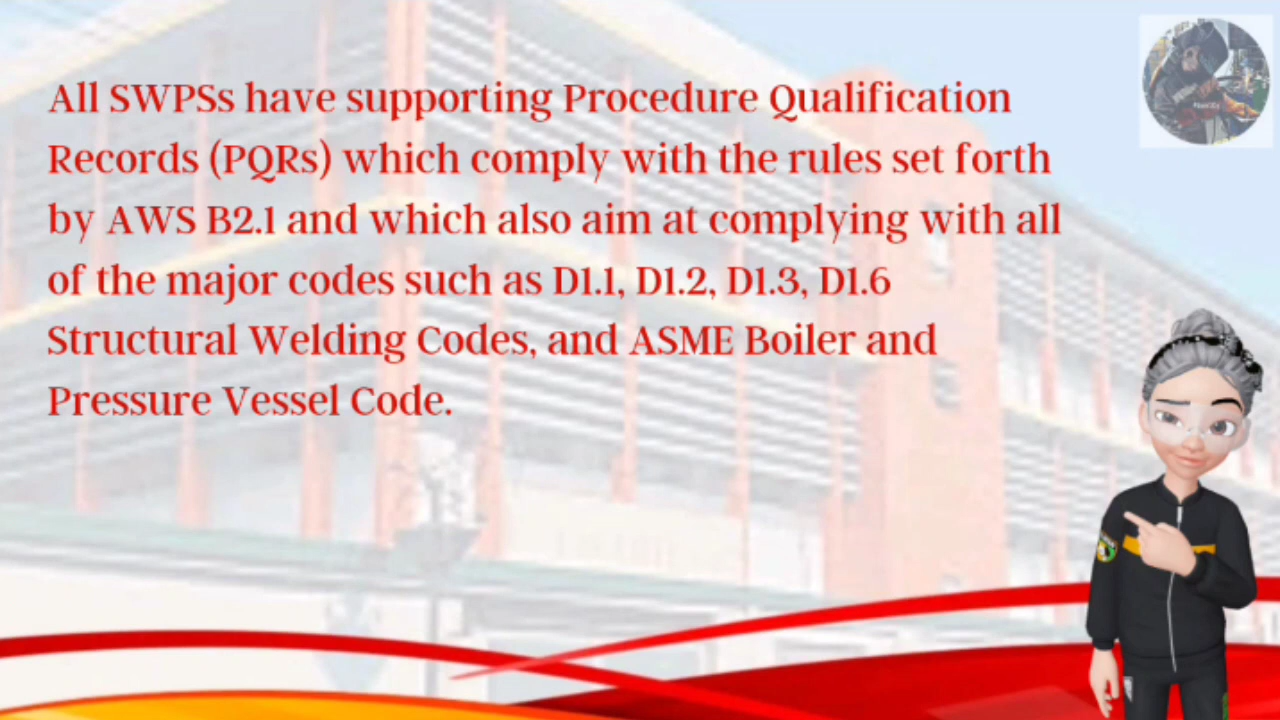 All SWPSs have supporting Procedure Qualification
Records (PQRs) which comply with the rules set forth
by AWS B2.1 and which also aim at complying with all
of the major codes such as D1.1, D1.2, D1.3, D1.6
Structural Welding Codes, and ASME Boiler and
Pressure Vessel Code.